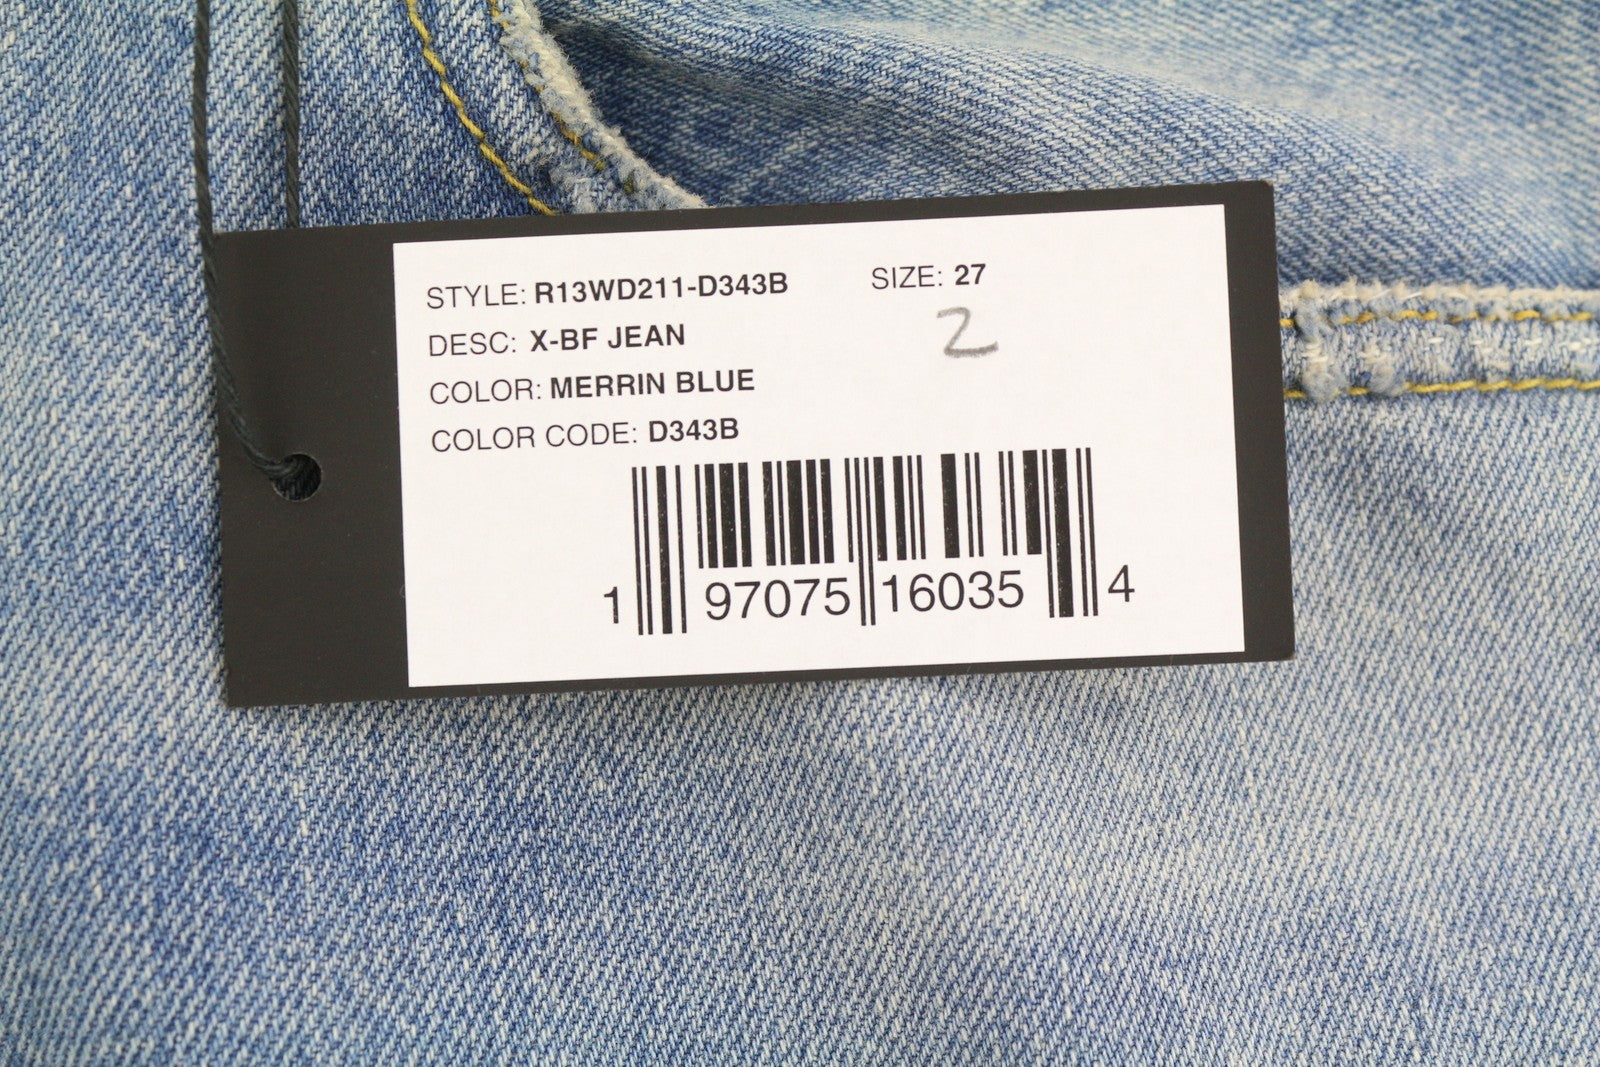 STYLE: R13WD211-D343B SIZE: 27
2
DESC: X-BF JEAN
COLOR: MERRIN BLUE
COLOR CODE: D343B
1 97075 16035 4